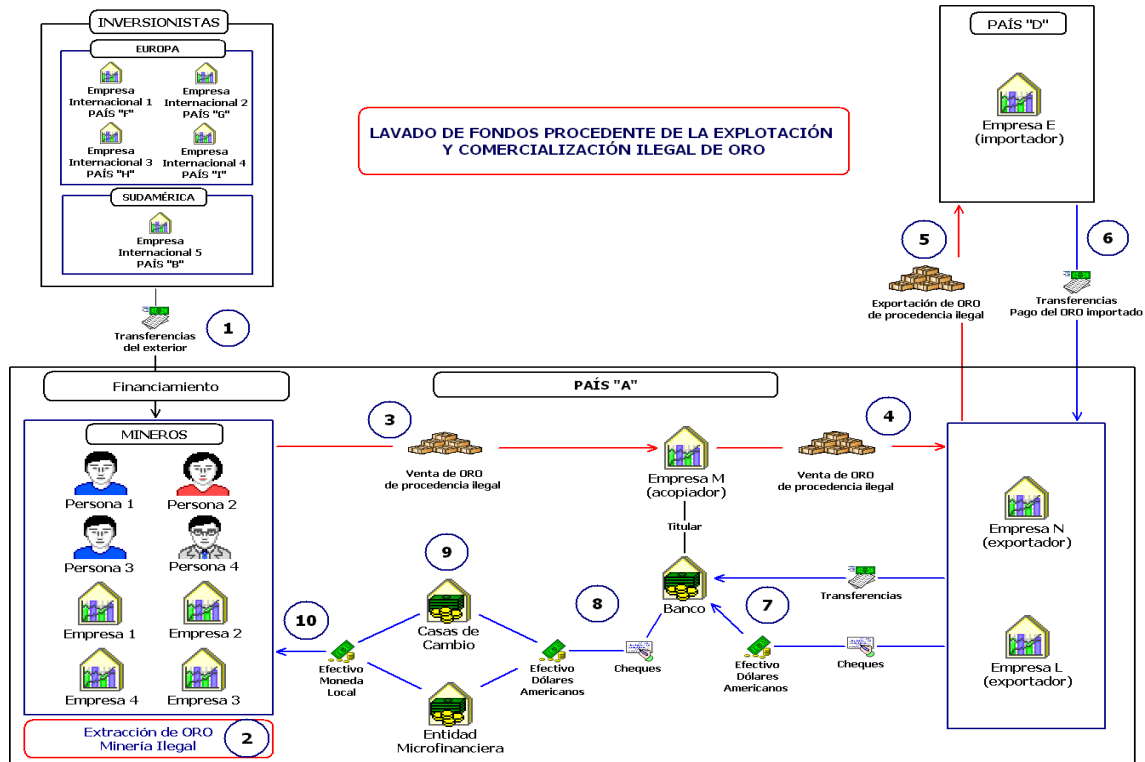 INVERSIONISTAS
EUROPA
Empresa
Internacional 1
PAÍS "F"
Empresa
Internacional 2
PAÍS "G"
Empresa
Internacional 3
PAÍS "H"
Empresa
Internacional 4
PAÍS "I"
SUDAMÉRICA
Empresa
Internacional 5
PAÍS "B"
LAVADO DE FONDOS PROCEDENTE DE LA EXPLOTACIÓN
Y COMERCIALIZACIÓN ILEGAL DE ORO
PAÍS "D"
Empresa E
(importador)
1
Transferencias
del exterior
5
Exportación de ORO
de procedencia ilegal
6
Transferencias
Pago del ORO importado
Financiamiento
PAÍS "A"
MINEROS
Persona 1
Persona 2
Persona 3
Persona 4
Empresa 1
Empresa 2
Empresa 4
Empresa 3
Extracción de ORO
Minería Ilegal
2
3
Venta de ORO
de procedencia ilegal
Empresa M
(acopiador)
4
Venta de ORO
de procedencia ilegal
Titular
Banco
Empresa N
(exportador)
Empresa L
(exportador)
Transferencias
7
Efectivo
Dólares
Americanos
Cheques
8
Efectivo
Dólares
Americanos
Cheques
9
Casas de
Cambio
Entidad
Microfinanciera
10
Efectivo
Moneda
Local